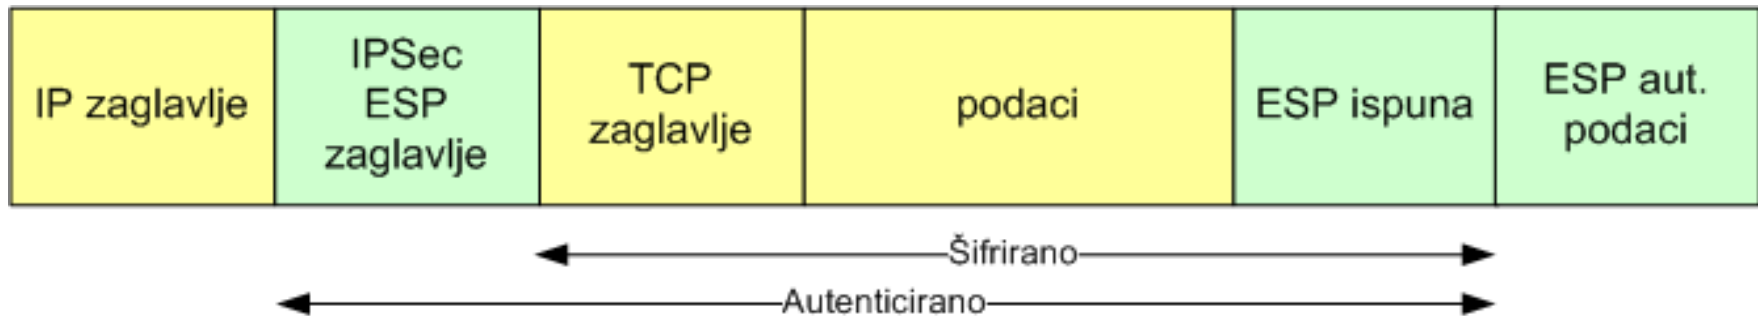 IP zaglavlje
IPSec
ESP
zaglavlje
TCP
zaglavlje
podaci
ESP ispuna
ESP aut.
podaci
Šifrirano
Autenticirano